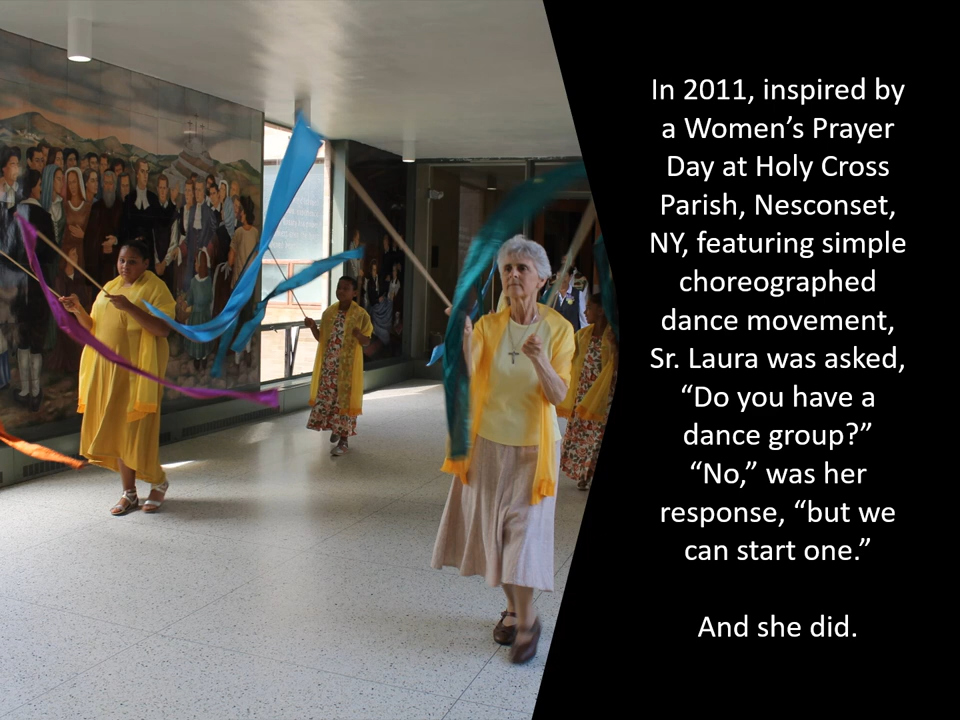 In 2011, inspired by
a Women’s Prayer
Day at Holy Cross
Parish, Nesconset,
NY, featuring simple
choreographed
dance movement,
Sr. Laura was asked,
“Do you have a
dance group?”
“No,” was her
response, “but we
can start one.”
And she did.